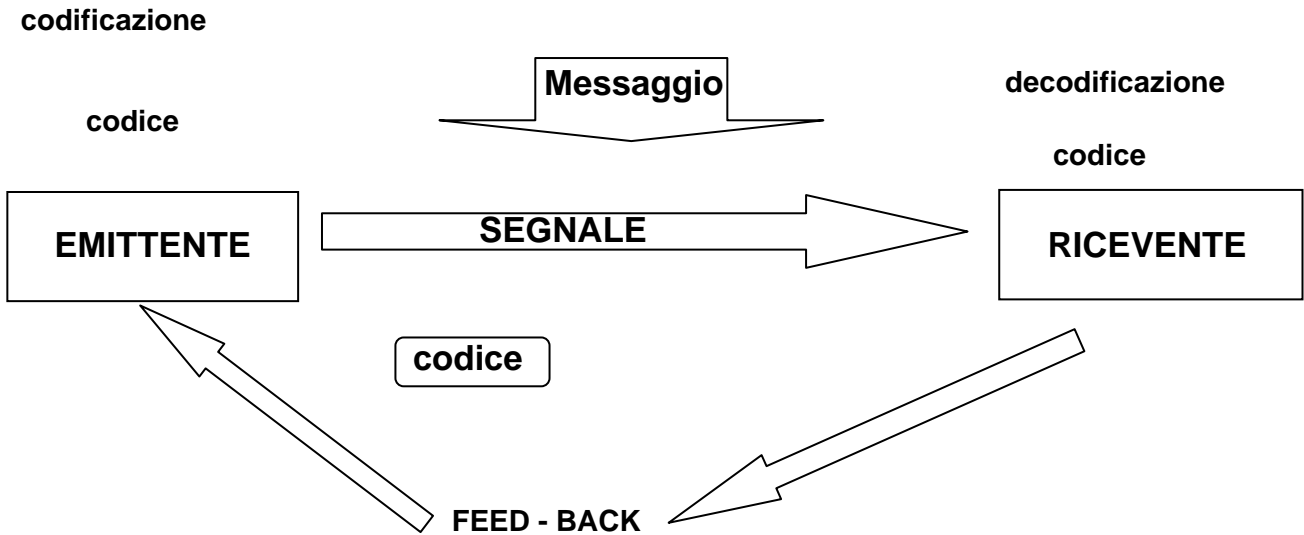 codificazione
Messaggio
decodificazione
codice
codice
EMITTENTE
SEGNALE
RICEVENTE
codice
FEED - BACK